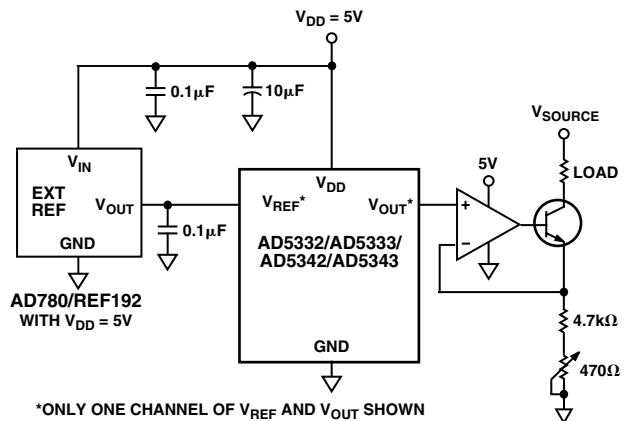 V_DD = 5V
0.1µF
10µF
V_SOURCE
V_IN
EXT
REF
V_OUT
GND
0.1µF
AD780/REF192
WITH V_DD = 5V
V_DD
V_REF*
V_OUT*
AD5332/AD5333/
AD5342/AD5343
GND
5V
+
−
LOAD
4.7kΩ
470Ω
*ONLY ONE CHANNEL OF V_REF AND V_OUT SHOWN